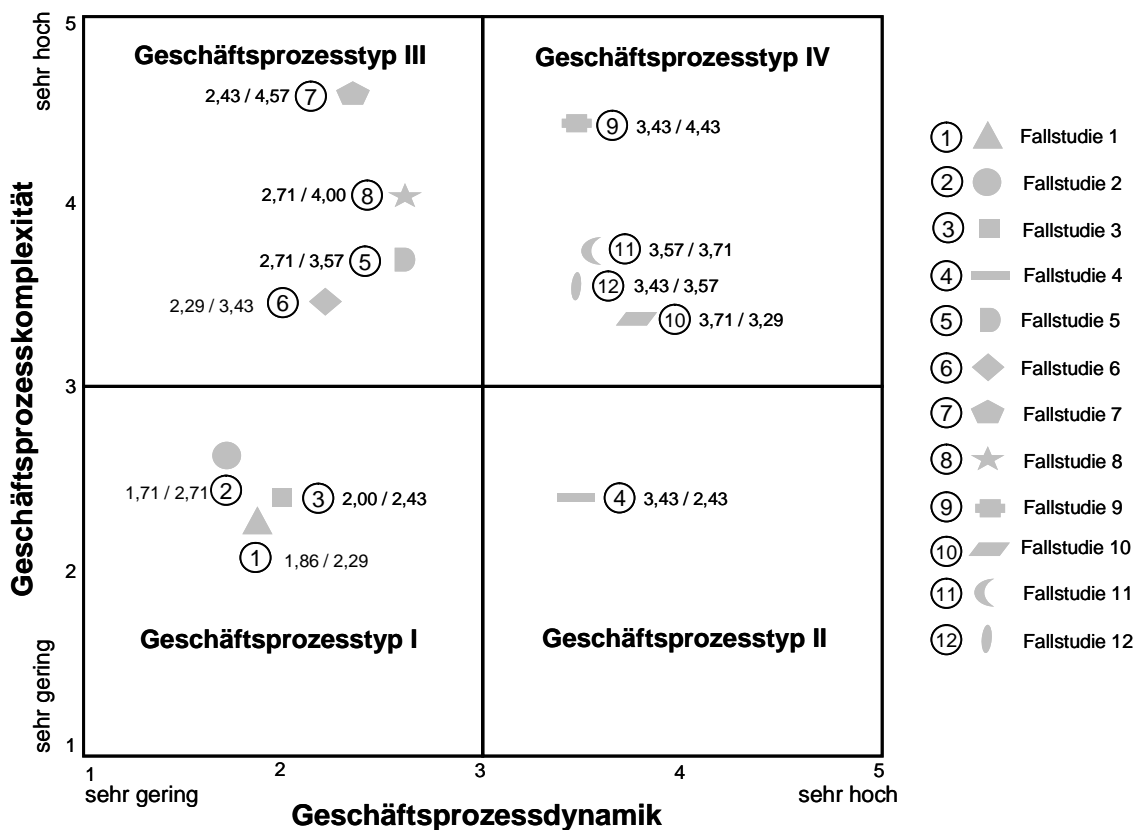 sehr hoch
Geschäftsprozesskomplexität
sehr gering
5
4
3
2
1
Geschäftsprozesstyp III
2,43 / 4,57 7
2,71 / 4,00 8
2,71 / 3,57 5
2,29 / 3,43 6
Geschäftsprozesstyp IV
9 3,43 / 4,43
11 3,57 / 3,71
12 3,43 / 3,57
10 3,71 / 3,29
1,71 / 2,71 2
3 2,00 / 2,43
1 1,86 / 2,29
Geschäftsprozesstyp I
4 3,43 / 2,43
Geschäftsprozesstyp II
1 2 3 4 5
sehr gering
sehr hoch
Geschäftsprozessdynamik
1 Fallstudie 1
2 Fallstudie 2
3 Fallstudie 3
4 Fallstudie 4
5 Fallstudie 5
6 Fallstudie 6
7 Fallstudie 7
8 Fallstudie 8
9 Fallstudie 9
10 Fallstudie 10
11 Fallstudie 11
12 Fallstudie 12